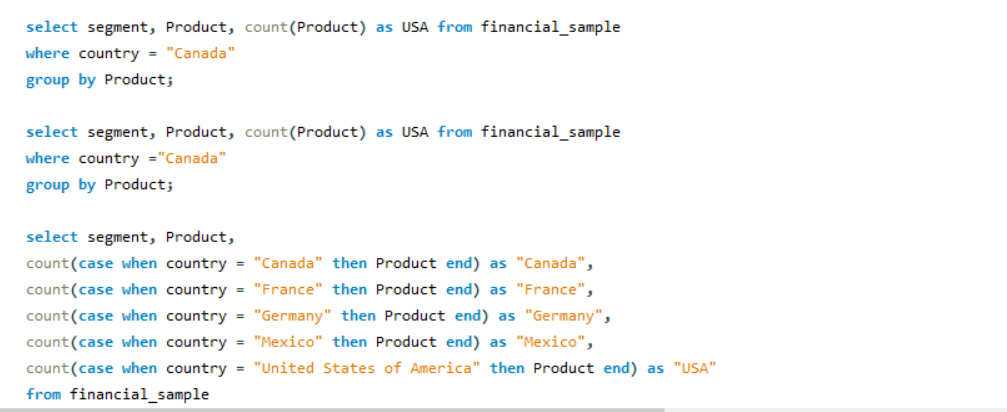 select segment, Product, count(Product) as USA from financial_sample
where country = "Canada"
group by Product;
select segment, Product, count(Product) as USA from financial_sample
where country ="Canada"
group by Product;
select segment, Product,
count(case when country = "Canada" then Product end) as "Canada",
count(case when country = "France" then Product end) as "France",
count(case when country = "Germany" then Product end) as "Germany",
count(case when country = "Mexico" then Product end) as "Mexico",
count(case when country = "United States of America" then Product end) as "USA"
from financial_sample